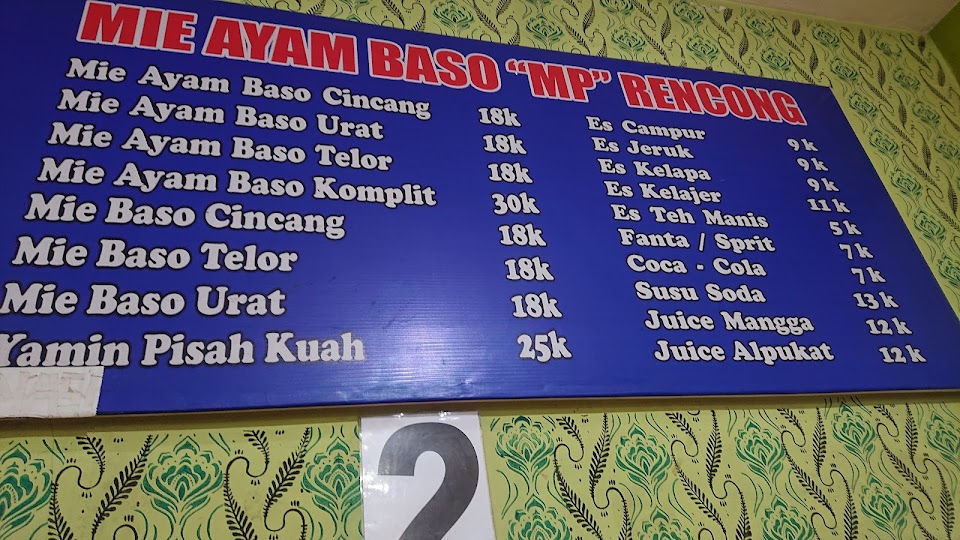 MIE AYAM BASO "MP" RENCONG
Mie Ayam Baso Cincang 18k
Mie Ayam Baso Urat 18k
Mie Ayam Baso Telor 18k
Mie Ayam Baso Komplit 30k
Mie Baso Cincang 18k
Mie Baso Telor 18k
Mie Baso Urat 18k
Yamin Pisah Kuah 25k
Es Campur 9k
Es Jeruk 9k
Es Kelapa 9k
Es Kelajer 11k
Es Teh Manis 5k
Fanta / Sprit 7k
Coca - Cola 7k
Susu Soda 13k
Juice Mangga 12k
Juice Alpukat 12k
2